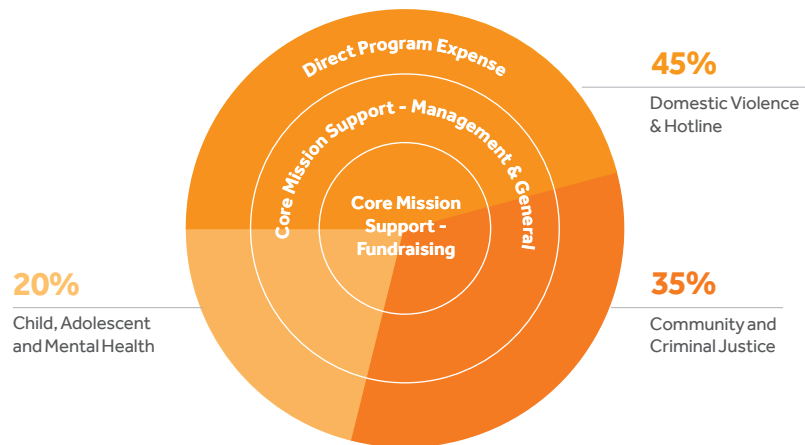 Direct Program Expense
Core Mission Support - Management & General
Core Mission
Support -
Fundraising
45%
Domestic Violence
& Hotline
20%
Child, Adolescent
and Mental Health
35%
Community and
Criminal Justice